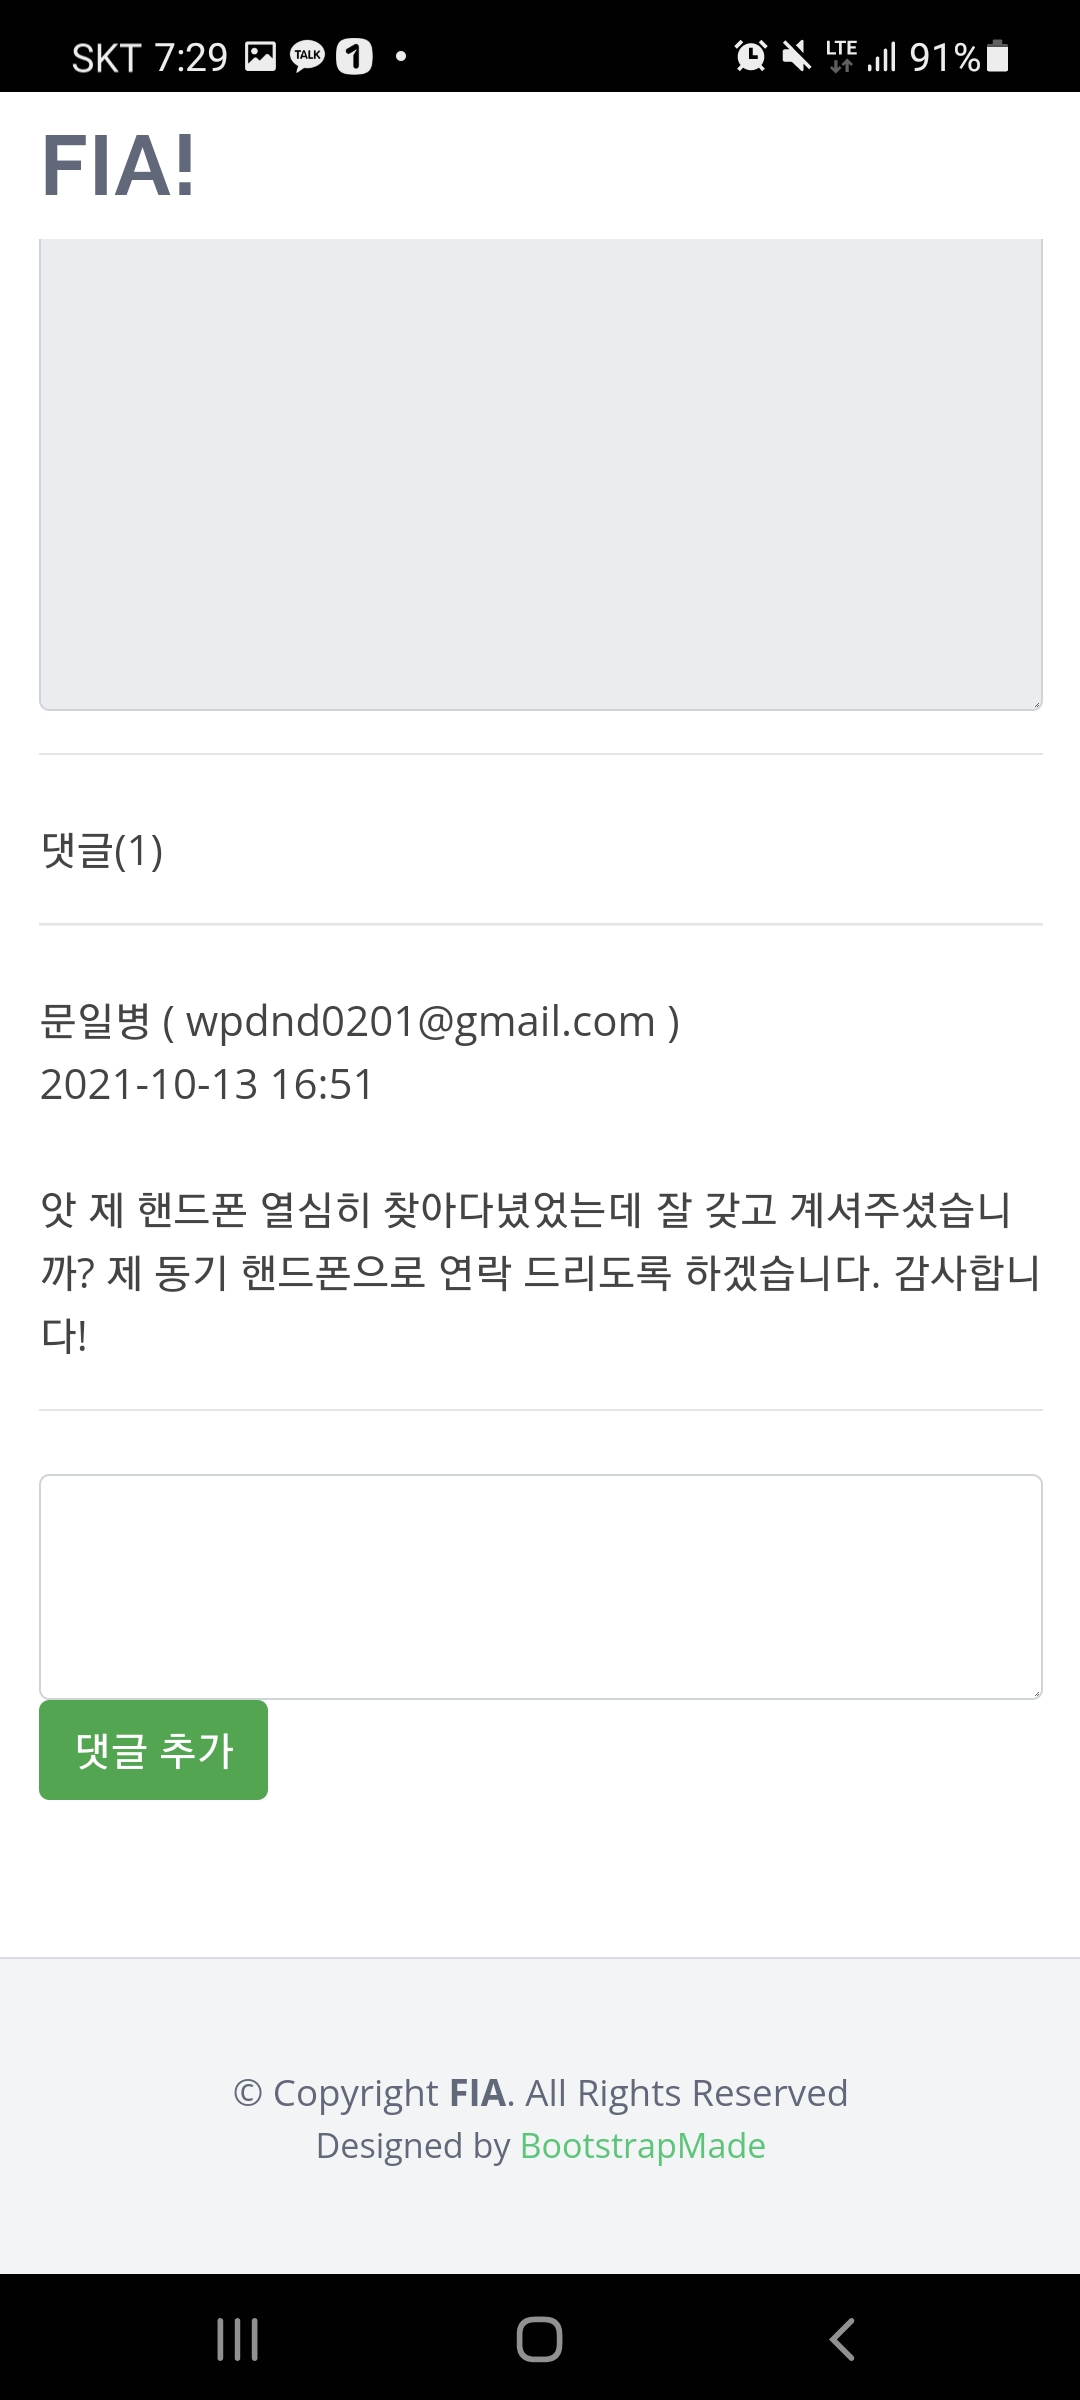 SKT 7:29 TALK 1 LTE 91%
FIA!
댓글(1)
문일병 ( wpdnd0201@gmail.com )
2021-10-13 16:51
앗 제 핸드폰 열심히 찾아다녔었는데 잘 갖고 계셔주셨습니
까? 제 동기 핸드폰으로 연락 드리도록 하겠습니다. 감사합니
다!
댓글 추가
© Copyright FIA. All Rights Reserved
Designed by BootstrapMade